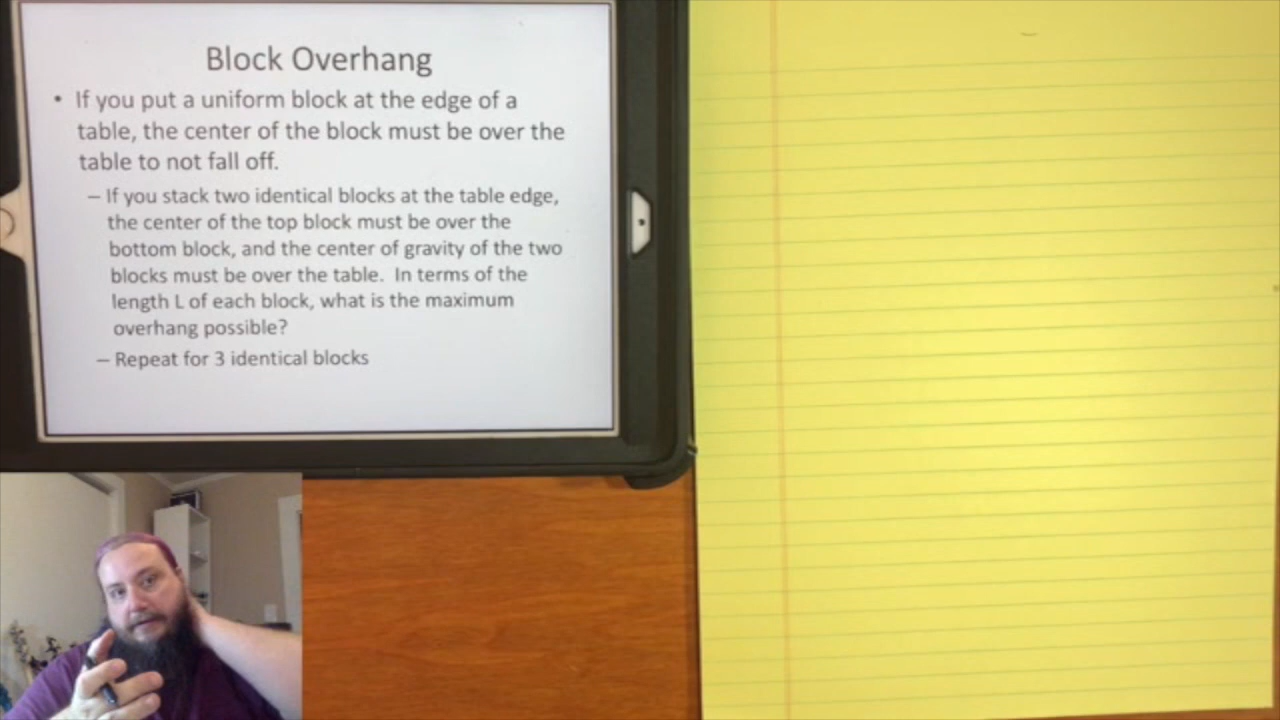 Block Overhang
• If you put a uniform block at the edge of a
table, the center of the block must be over the
table to not fall off.
– If you stack two identical blocks at the table edge,
the center of the top block must be over the
bottom block, and the center of gravity of the two
blocks must be over the table. In terms of the
length L of each block, what is the maximum
overhang possible?
– Repeat for 3 identical blocks